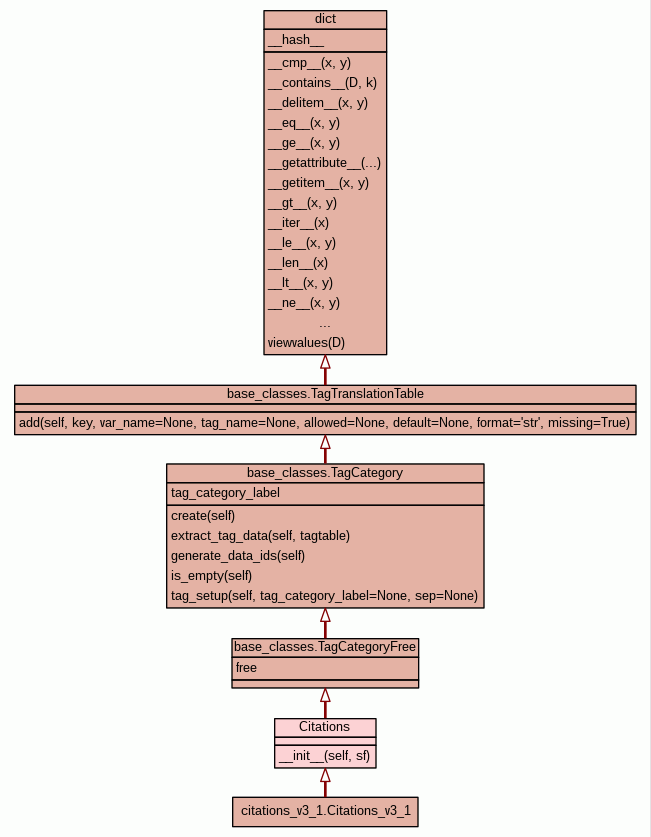 dict
__hash__
__cmp__(x, y)
__contains__(D, k)
__delitem__(x, y)
__eq__(x, y)
__ge__(x, y)
__getattribute__(...)
__getitem__(x, y)
__gt__(x, y)
__iter__(x)
__le__(x, y)
__len__(x)
__lt__(x, y)
__ne__(x, y)
...
viewvalues(D)
base_classes.TagTranslationTable
add(self, key, var_name=None, tag_name=None, allowed=None, default=None, format='str', missing=True)
base_classes.TagCategory
tag_category_label
create(self)
extract_tag_data(self, tagtable)
generate_data_ids(self)
is_empty(self)
tag_setup(self, tag_category_label=None, sep=None)
base_classes.TagCategoryFree
free
Citations
__init__(self, sf)
citations_v3_1.Citations_v3_1